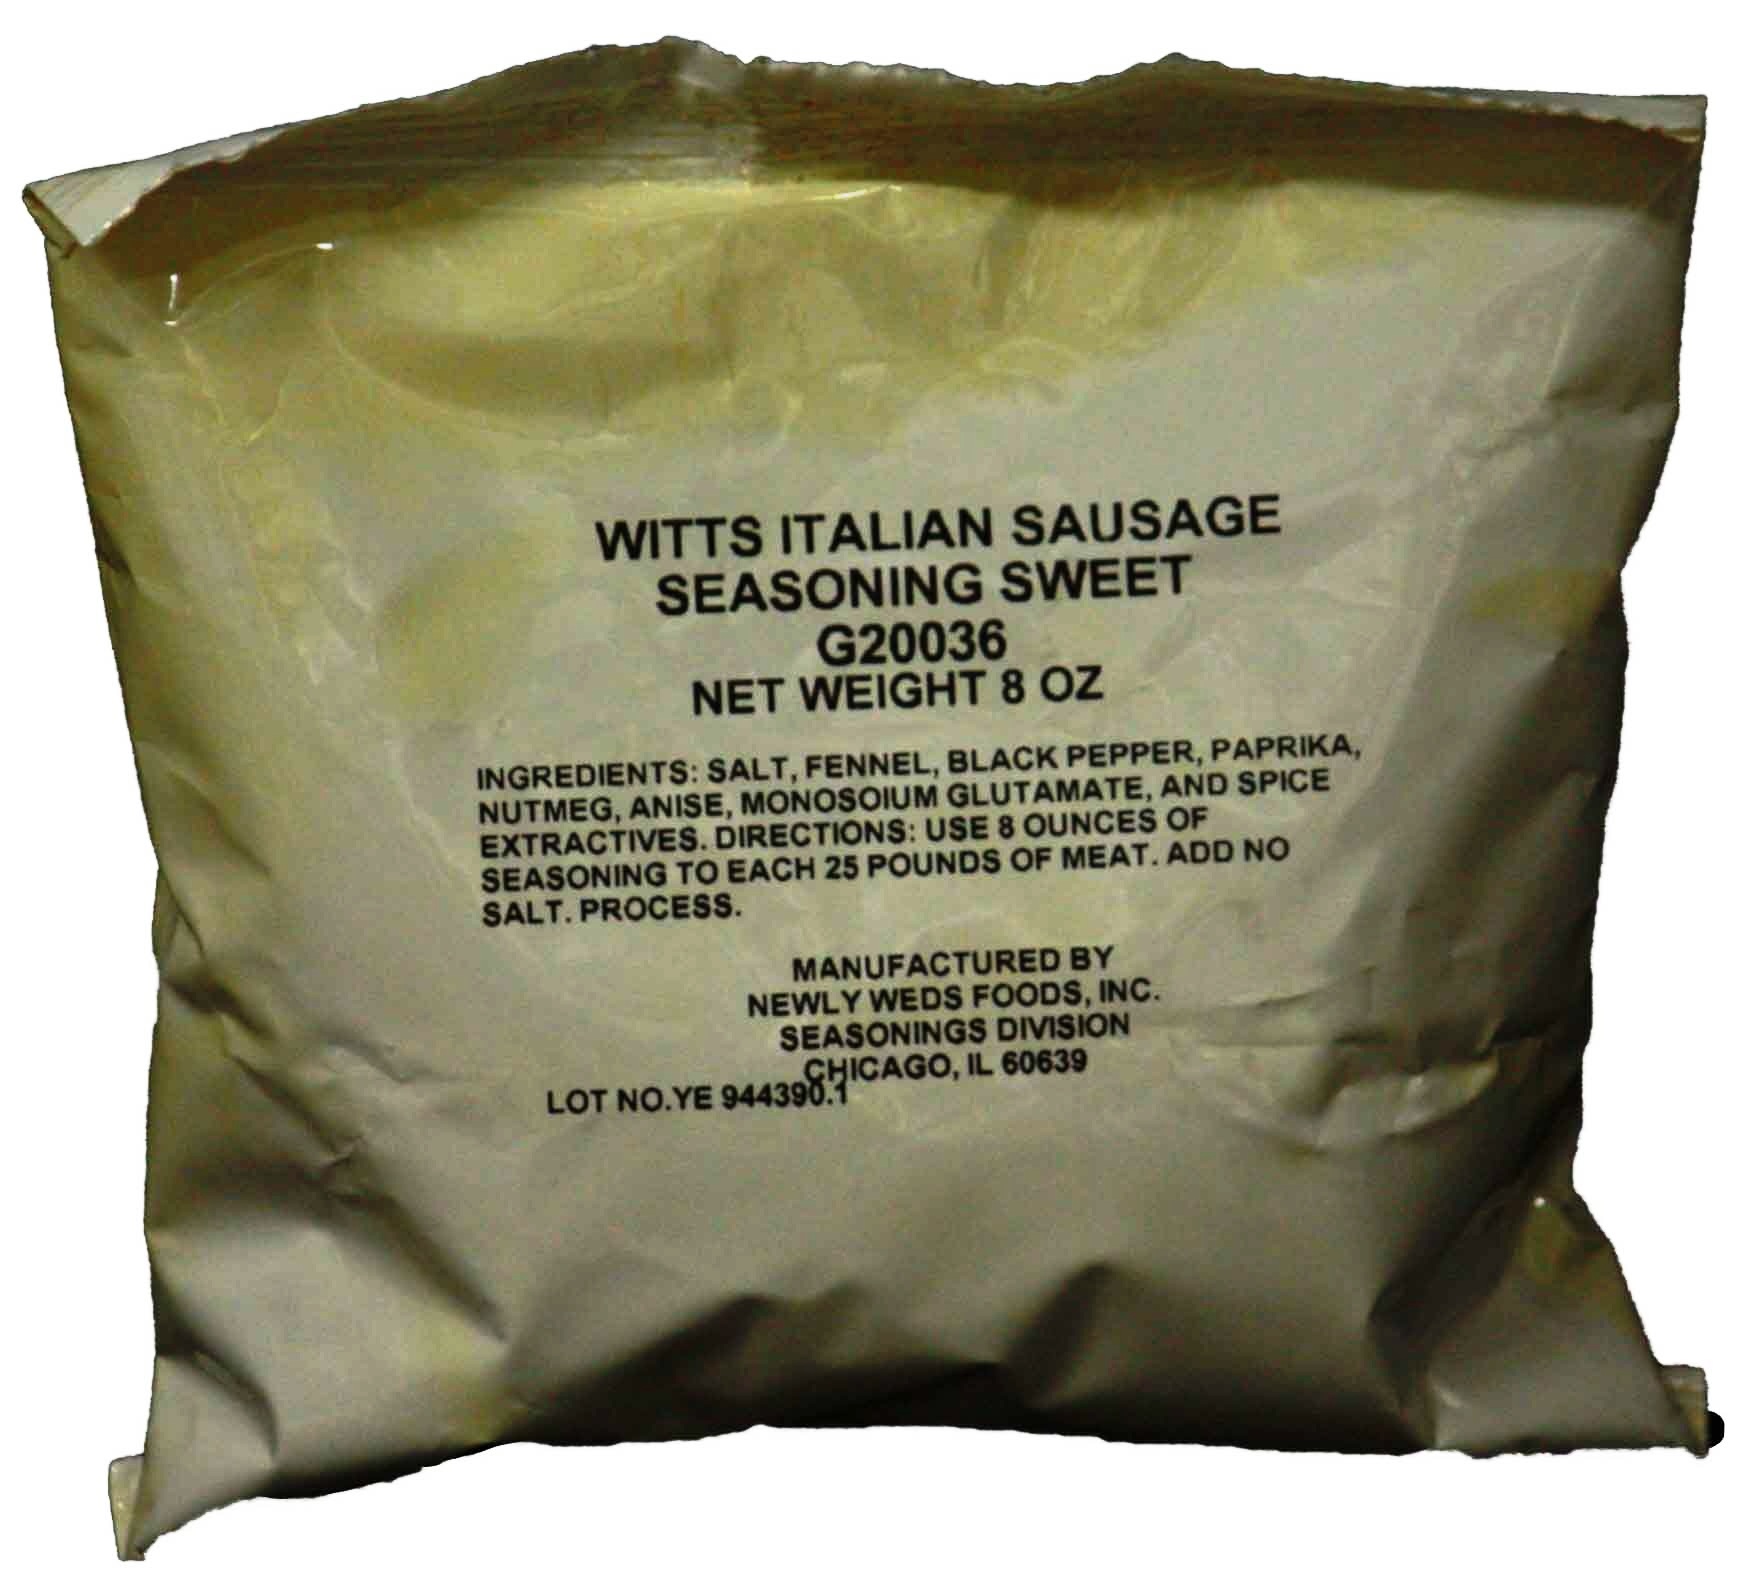 WITTS ITALIAN SAUSAGE
SEASONING SWEET
G20036
NET WEIGHT 8 OZ
INGREDIENTS: SALT, FENNEL, BLACK PEPPER, PAPRIKA,
NUTMEG, ANISE, MONOSOIUM GLUTAMATE, AND SPICE
EXTRACTIVES. DIRECTIONS: USE 8 OUNCES OF
SEASONING TO EACH 25 POUNDS OF MEAT. ADD NO
SALT. PROCESS.
MANUFACTURED BY
NEWLY WEDS FOODS, INC.
SEASONINGS DIVISION
CHICAGO, IL 60639
LOT NO.YE 944390.1